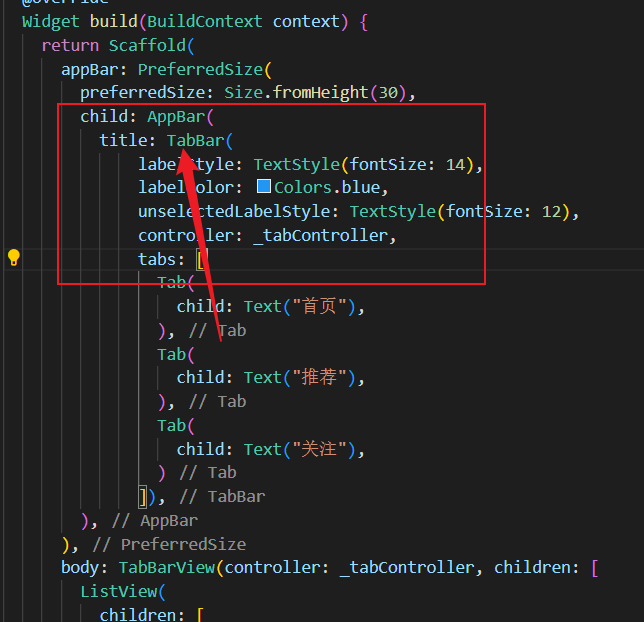 @override
Widget build(BuildContext context) {
return Scaffold(
appBar: PreferredSize(
preferredSize: Size.fromHeight(30),
child: AppBar(
title: TabBar(
labelStyle: TextStyle(fontSize: 14),
labelColor: Colors.blue,
unselectedLabelStyle: TextStyle(fontSize: 12),
controller: _tabController,
tabs: [
Tab(
child: Text("首页"),
), // Tab
Tab(
child: Text("推荐"),
), // Tab
Tab(
child: Text("关注"),
) // Tab
]), // TabBar
), // AppBar
), // PreferredSize
body: TabBarView(controller: _tabController, children: [
ListView(
children: [